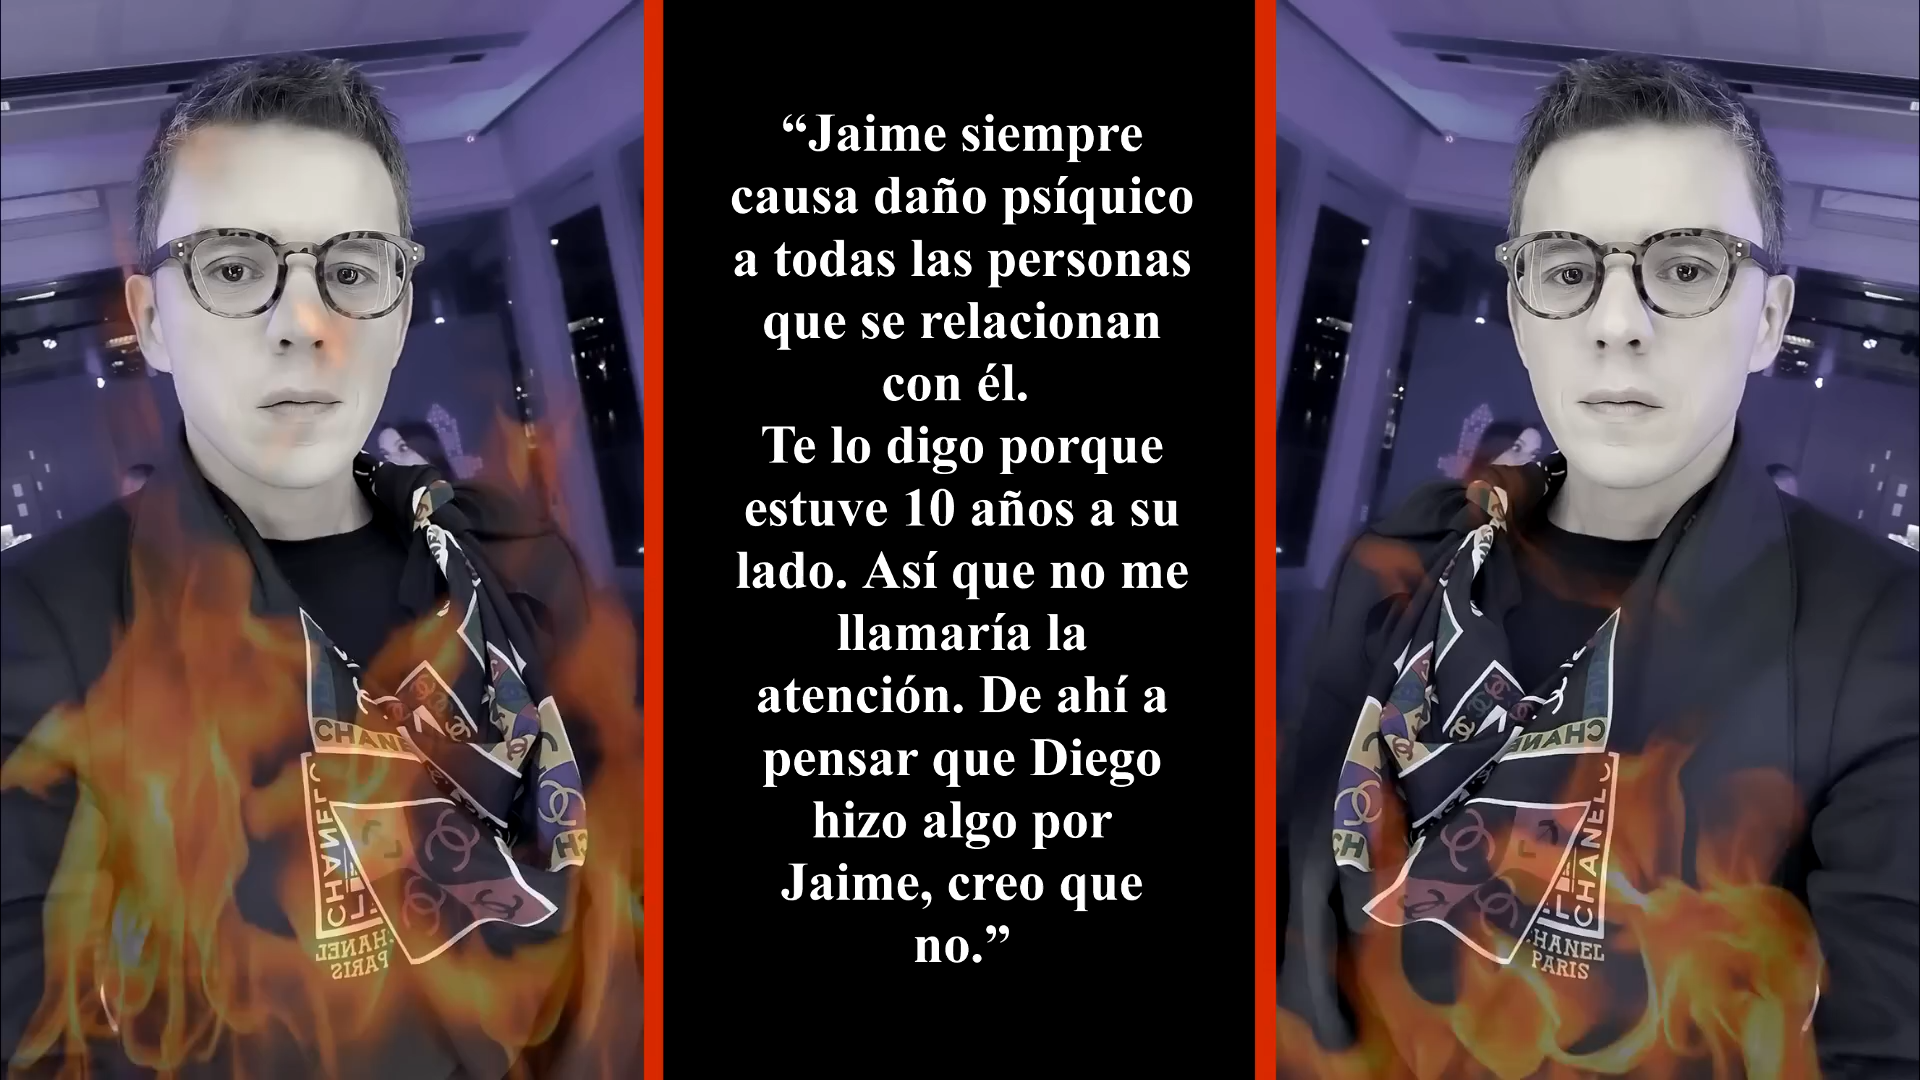 “Jaime siempre
causa daño psíquico
a todas las personas
que se relacionan
con él.
Te lo digo porque
estuve 10 años a su
lado. Así que no me
llamaría la
atención. De ahí a
pensar que Diego
hizo algo por
Jaime, creo que
no.”
CHANE
CHANEL
CHANEL
PARIS
CHANE
CHANEL
CHANEL
PARIS